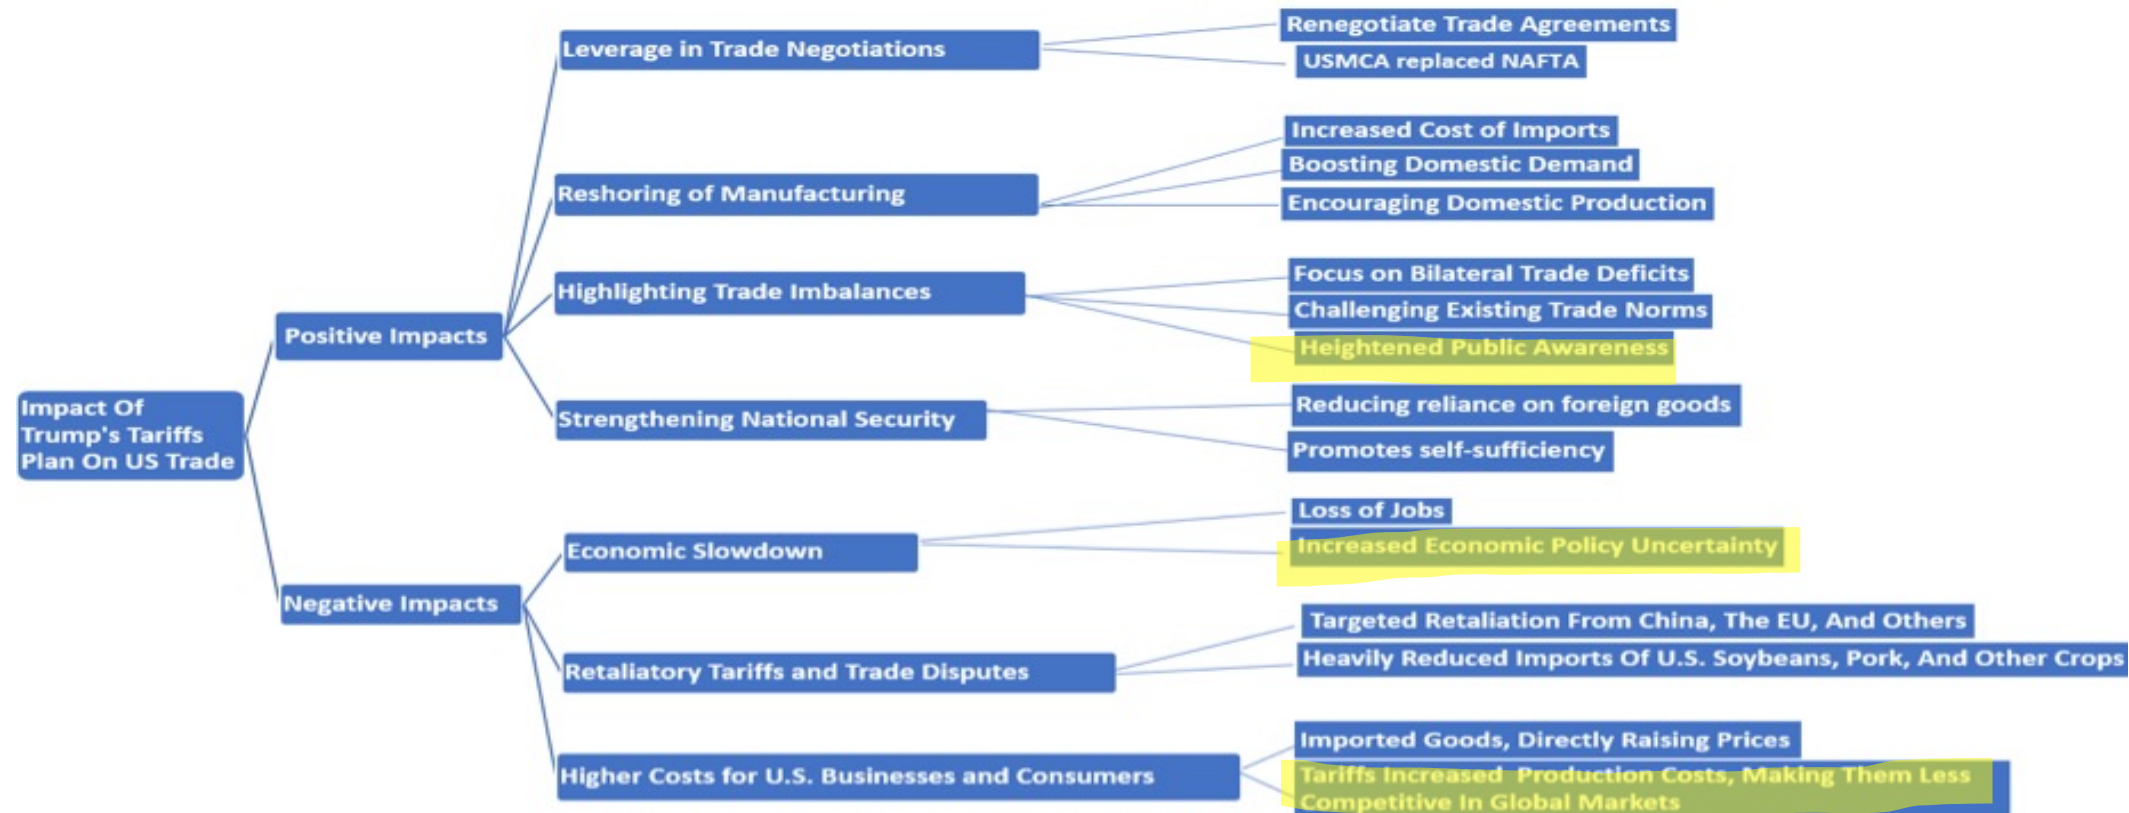 Impact Of
Trump's Tariffs
Plan On US Trade
Positive Impacts
Leverage in Trade Negotiations
Renegotiate Trade Agreements
USMCA replaced NAFTA
Reshoring of Manufacturing
Increased Cost of Imports
Boosting Domestic Demand
Encouraging Domestic Production
Highlighting Trade Imbalances
Focus on Bilateral Trade Deficits
Challenging Existing Trade Norms
Heightened Public Awareness
Strengthening National Security
Reducing reliance on foreign goods
Promotes self-sufficiency
Negative Impacts
Economic Slowdown
Loss of Jobs
Increased Economic Policy Uncertainty
Retaliatory Tariffs and Trade Disputes
Targeted Retaliation From China, The EU, And Others
Heavily Reduced Imports Of U.S. Soybeans, Pork, And Other Crops
Higher Costs for U.S. Businesses and Consumers
Imported Goods, Directly Raising Prices
Tariffs Increased Production Costs, Making Them Less
Competitive In Global Markets